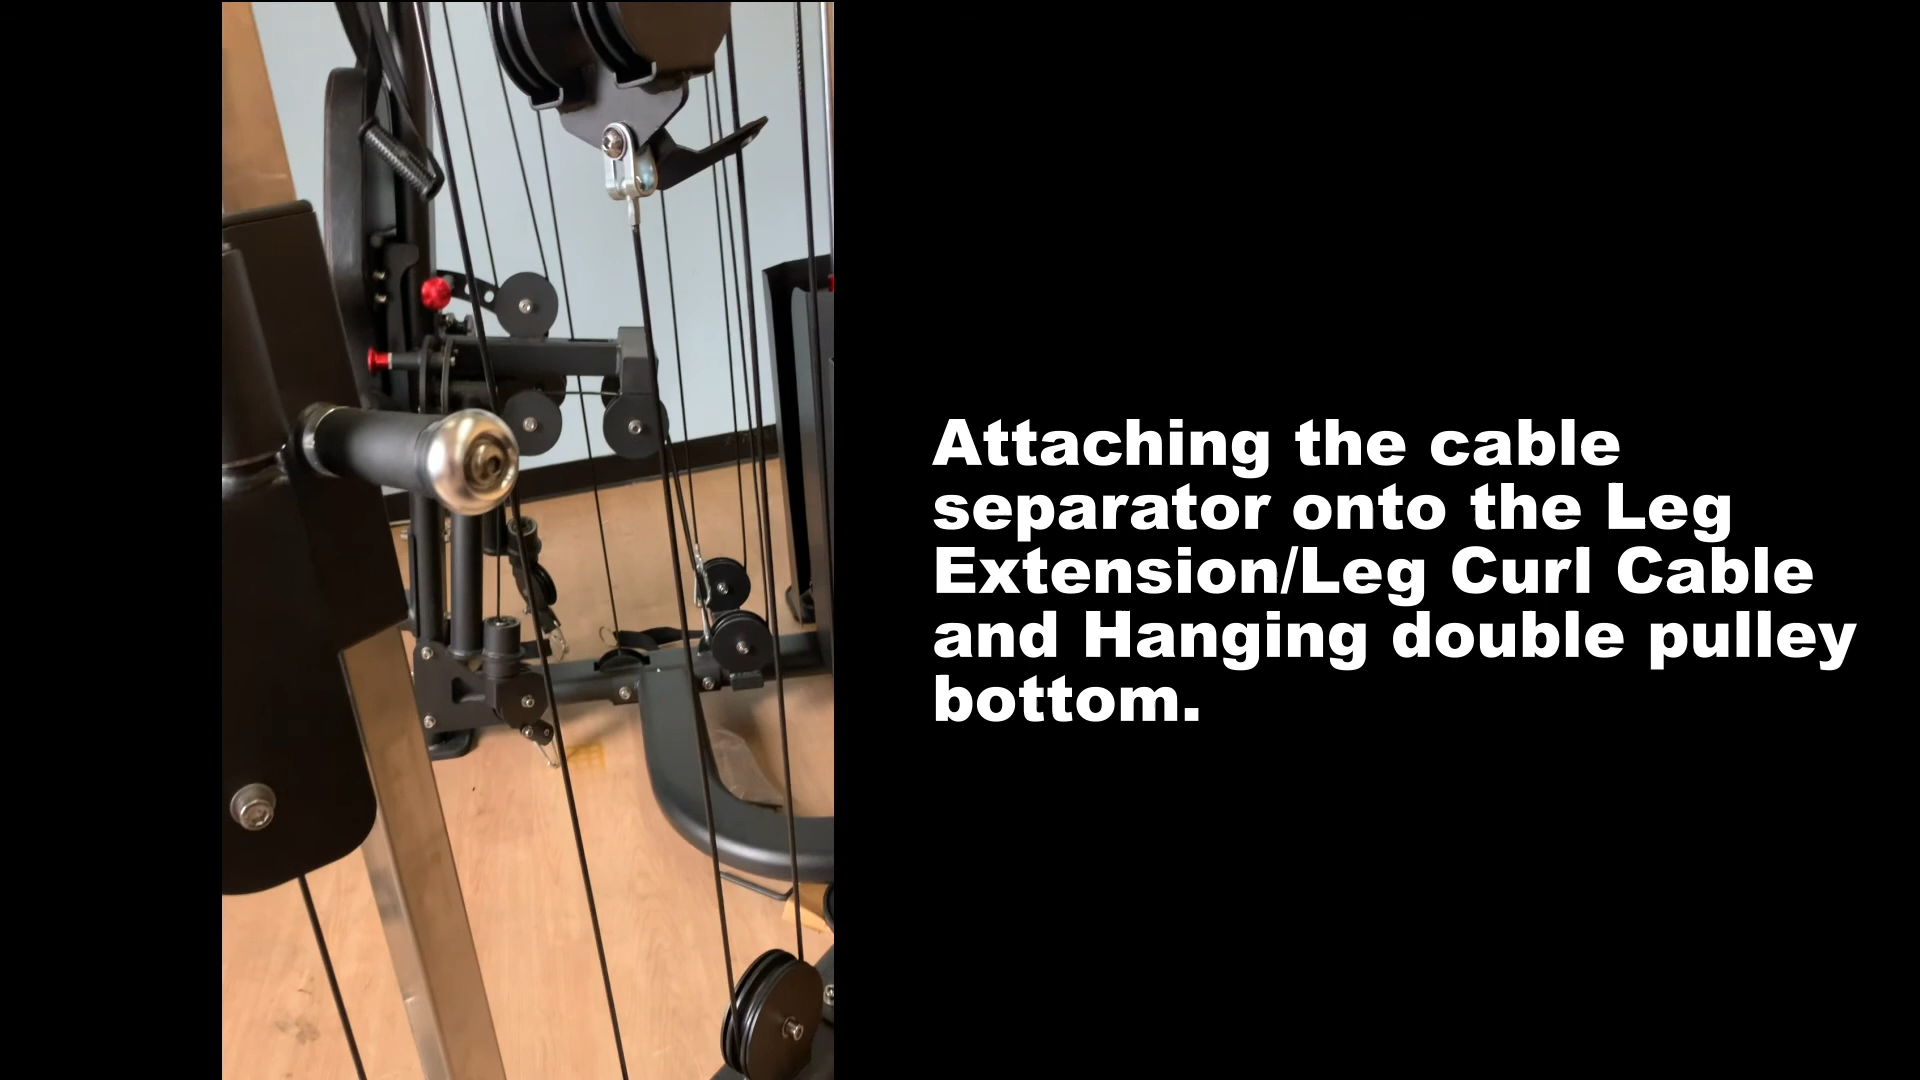 Attaching the cable
separator onto the Leg
Extension/Leg Curl Cable
and Hanging double pulley
bottom.